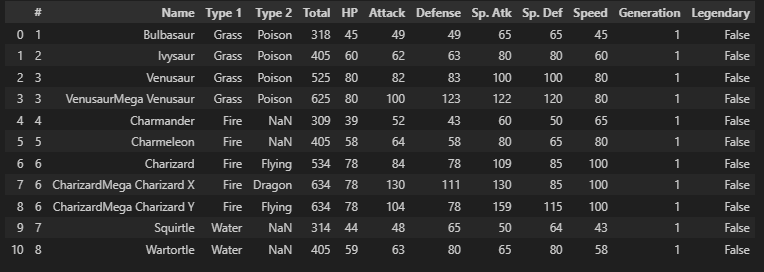 # Name Type 1 Type 2 Total HP Attack Defense Sp. Atk Sp. Def Speed Generation Legendary
0 1 Bulbasaur Grass Poison 318 45 49 49 65 65 45 1 False
1 2 Ivysaur Grass Poison 405 60 62 63 80 80 60 1 False
2 3 Venusaur Grass Poison 525 80 82 83 100 100 80 1 False
3 3 VenusaurMega Venusaur Grass Poison 625 80 100 123 122 120 80 1 False
4 4 Charmander Fire NaN 309 39 52 43 60 50 65 1 False
5 5 Charmeleon Fire NaN 405 58 64 58 80 65 80 1 False
6 6 Charizard Fire Flying 534 78 84 78 109 85 100 1 False
7 6 CharizardMega Charizard X Fire Dragon 634 78 130 111 130 85 100 1 False
8 6 CharizardMega Charizard Y Fire Flying 634 78 104 78 159 115 100 1 False
9 7 Squirtle Water NaN 314 44 48 65 50 64 43 1 False
10 8 Wartortle Water NaN 405 59 63 80 65 80 58 1 False